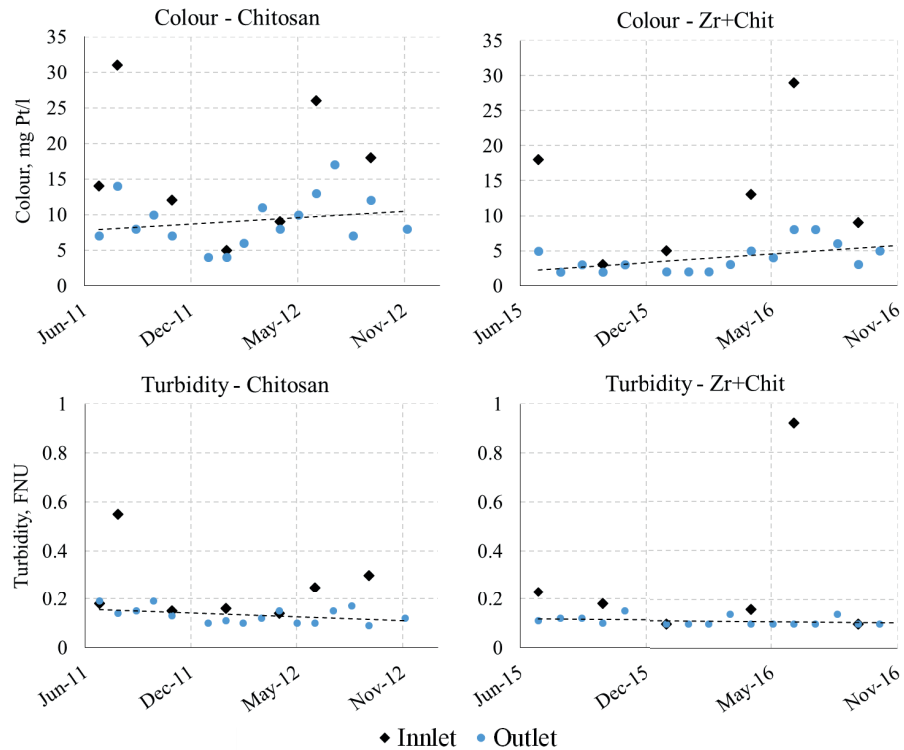 Colour - Chitosan
35
30
25
20
15
10
5
0
Colour, mg Pt/l
Jun-11
Dec-11
May-12
Nov-12
Colour - Zr+Chit
35
30
25
20
15
10
5
0
Jun-15
Dec-15
May-16
Nov-16
Turbidity - Chitosan
1
0.8
0.6
0.4
0.2
0
Turbidity, FNU
Jun-11
Dec-11
May-12
Nov-12
Turbidity - Zr+Chit
1
0.8
0.6
0.4
0.2
0
Jun-15
Dec-15
May-16
Nov-16
Innlet Outlet